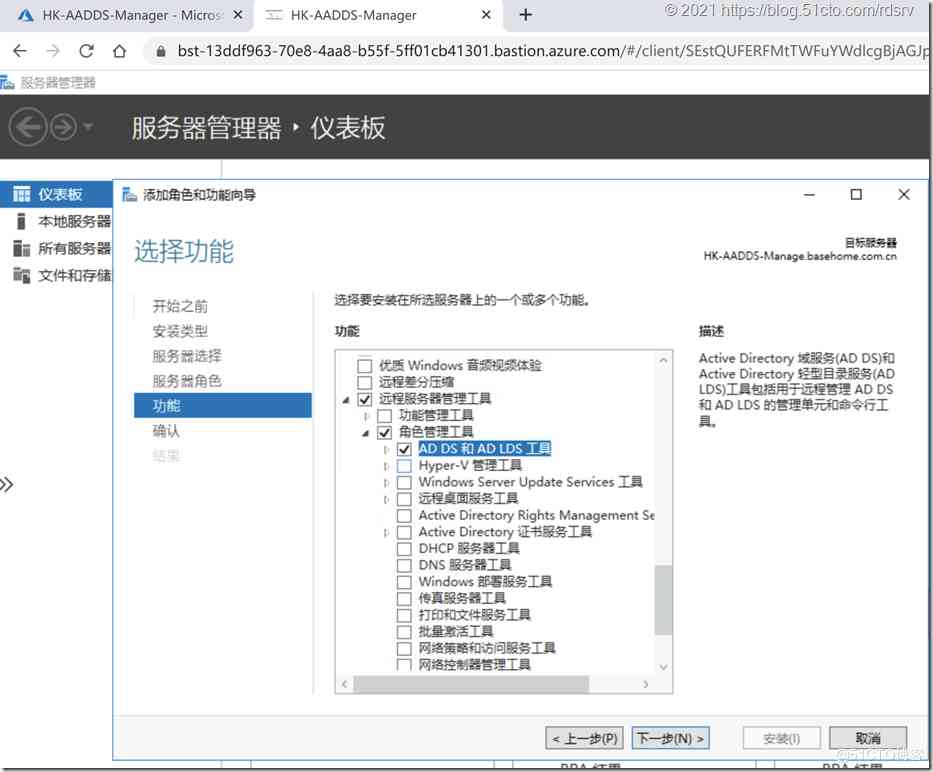 HK-AADDS-Manager - Micros
HK-AADDS-Manager
© 2021 https://blog.51cto.com/rdsrv
bst-13ddf963-70e8-4aa8-b55f-5ff01cb41301.bastion.azure.com/#/client/SEstQUFERFMtTWFuYWdlcgBjAGJp
服务器管理器
服务器管理器 · 仪表板
仪表板
本地服务器
所有服务器
文件和存储
添加角色和功能向导
选择功能
目标服务器
HK-AADDS-Manage.basehome.com.cn
开始之前
安装类型
服务器选择
服务器角色
功能
确认
结果
选择要安装在所选服务器上的一个或多个功能。
功能
优质 Windows 音频视频体验
远程差分压缩
远程服务器管理工具
功能管理工具
角色管理工具
AD DS 和 AD LDS 工具
Hyper-V 管理工具
Windows Server Update Services 工具
远程桌面服务工具
Active Directory Rights Management Se
Active Directory 证书服务工具
DHCP 服务器工具
DNS 服务器工具
Windows 部署服务工具
传真服务器工具
打印和文件服务工具
批量激活工具
网络策略和访问服务工具
网络控制器管理工具
描述
Active Directory 域服务(AD DS)和
Active Directory 轻型目录服务(AD
LDS)工具包括用于远程管理 AD DS
和 AD LDS 的管理单元和命令行工
具。
< 上一步(P)
下一步(N) >
安装(I)
取消
@51CTO博客
BPA 结果
BPA 结果